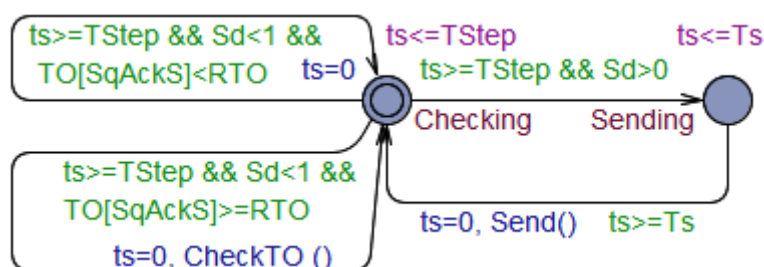 ts>=TStep && Sd<1 &&
TO[SqAckS]<RTO
ts=0
ts<=TStep
ts<=Ts
ts>=TStep && Sd>0
Checking
Sending
ts>=TStep && Sd<1 &&
TO[SqAckS]>=RTO
ts=0, CheckTO ()
ts=0, Send()
ts>=Ts